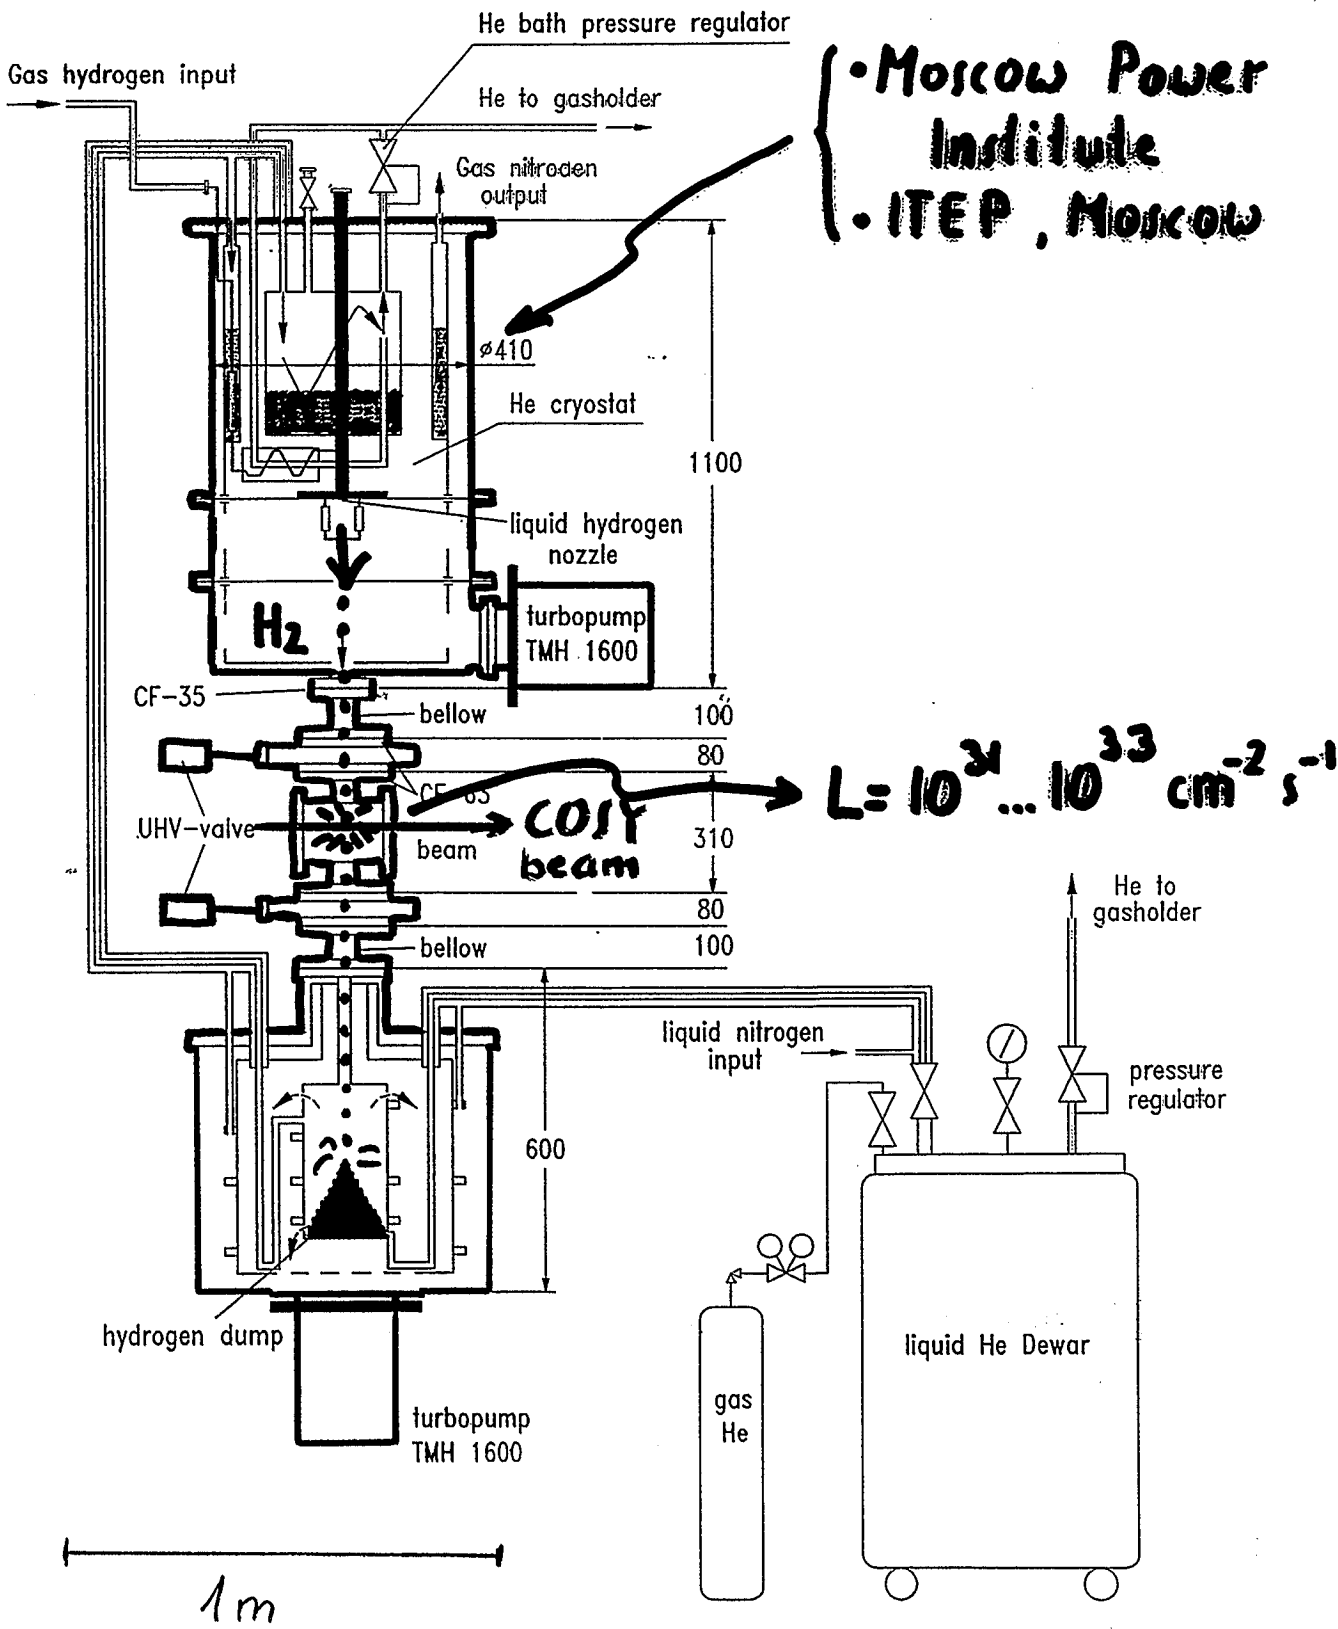 He bath pressure regulator
Gas hydrogen input
He to gasholder
Gas nitrogen
output
• Moscow Power
Institute
• ITEP, Moscow
ø410
He cryostat
1100
liquid hydrogen
nozzle
H2
turbopump
TMH 1600
CF-35
bellow
100
80
UHV-valve
COSY
beam
beam
310
L= 10^31 ... 10^33 cm^-2 s^-1
80
bellow
100
He to
gasholder
liquid nitrogen
input
pressure
regulator
600
hydrogen dump
turbopump
TMH 1600
gas
He
liquid He Dewar
1 m